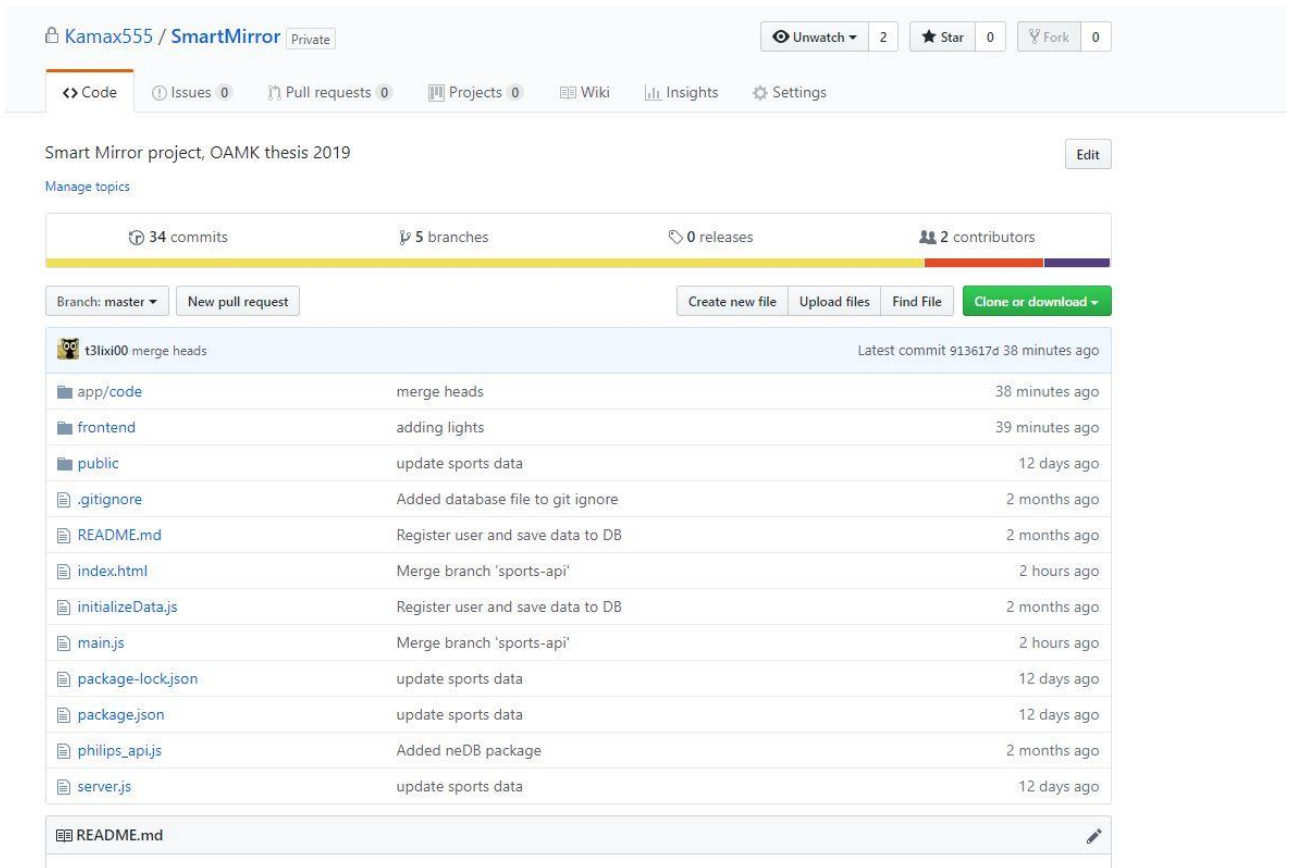 Kamax555 / SmartMirror Private Unwatch 2 Star 0 Fork 0
Code Issues 0 Pull requests 0 Projects 0 Wiki Insights Settings
Smart Mirror project, OAMK thesis 2019 Edit
Manage topics
34 commits 5 branches 0 releases 2 contributors
Branch: master New pull request Create new file Upload files Find File Clone or download
t3lixi00 merge heads Latest commit 913617d 38 minutes ago
app/code merge heads 38 minutes ago
frontend adding lights 39 minutes ago
public update sports data 12 days ago
.gitignore Added database file to git ignore 2 months ago
README.md Register user and save data to DB 2 months ago
index.html Merge branch 'sports-api' 2 hours ago
initializeData.js Register user and save data to DB 2 months ago
main.js Merge branch 'sports-api' 2 hours ago
package-lock.json update sports data 12 days ago
package.json update sports data 12 days ago
philips_api.js Added neDB package 2 months ago
server.js update sports data 12 days ago
README.md